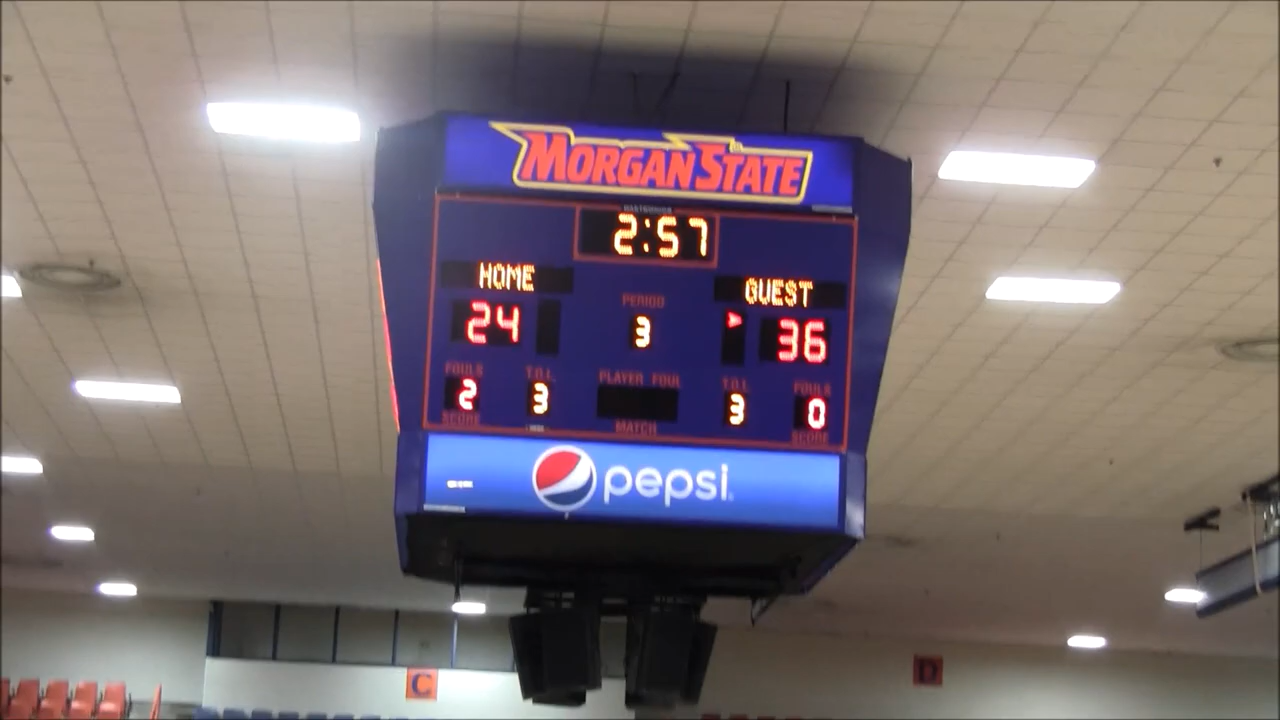 MORGAN STATE
2:57
HOME
GUEST
PERIOD
24
3
36
FOULS
T.O.L.
PLAYER FOUL
T.O.L.
FOULS
2
3
3
0
SCORE
MATCH
SCORE
pepsi
C
D